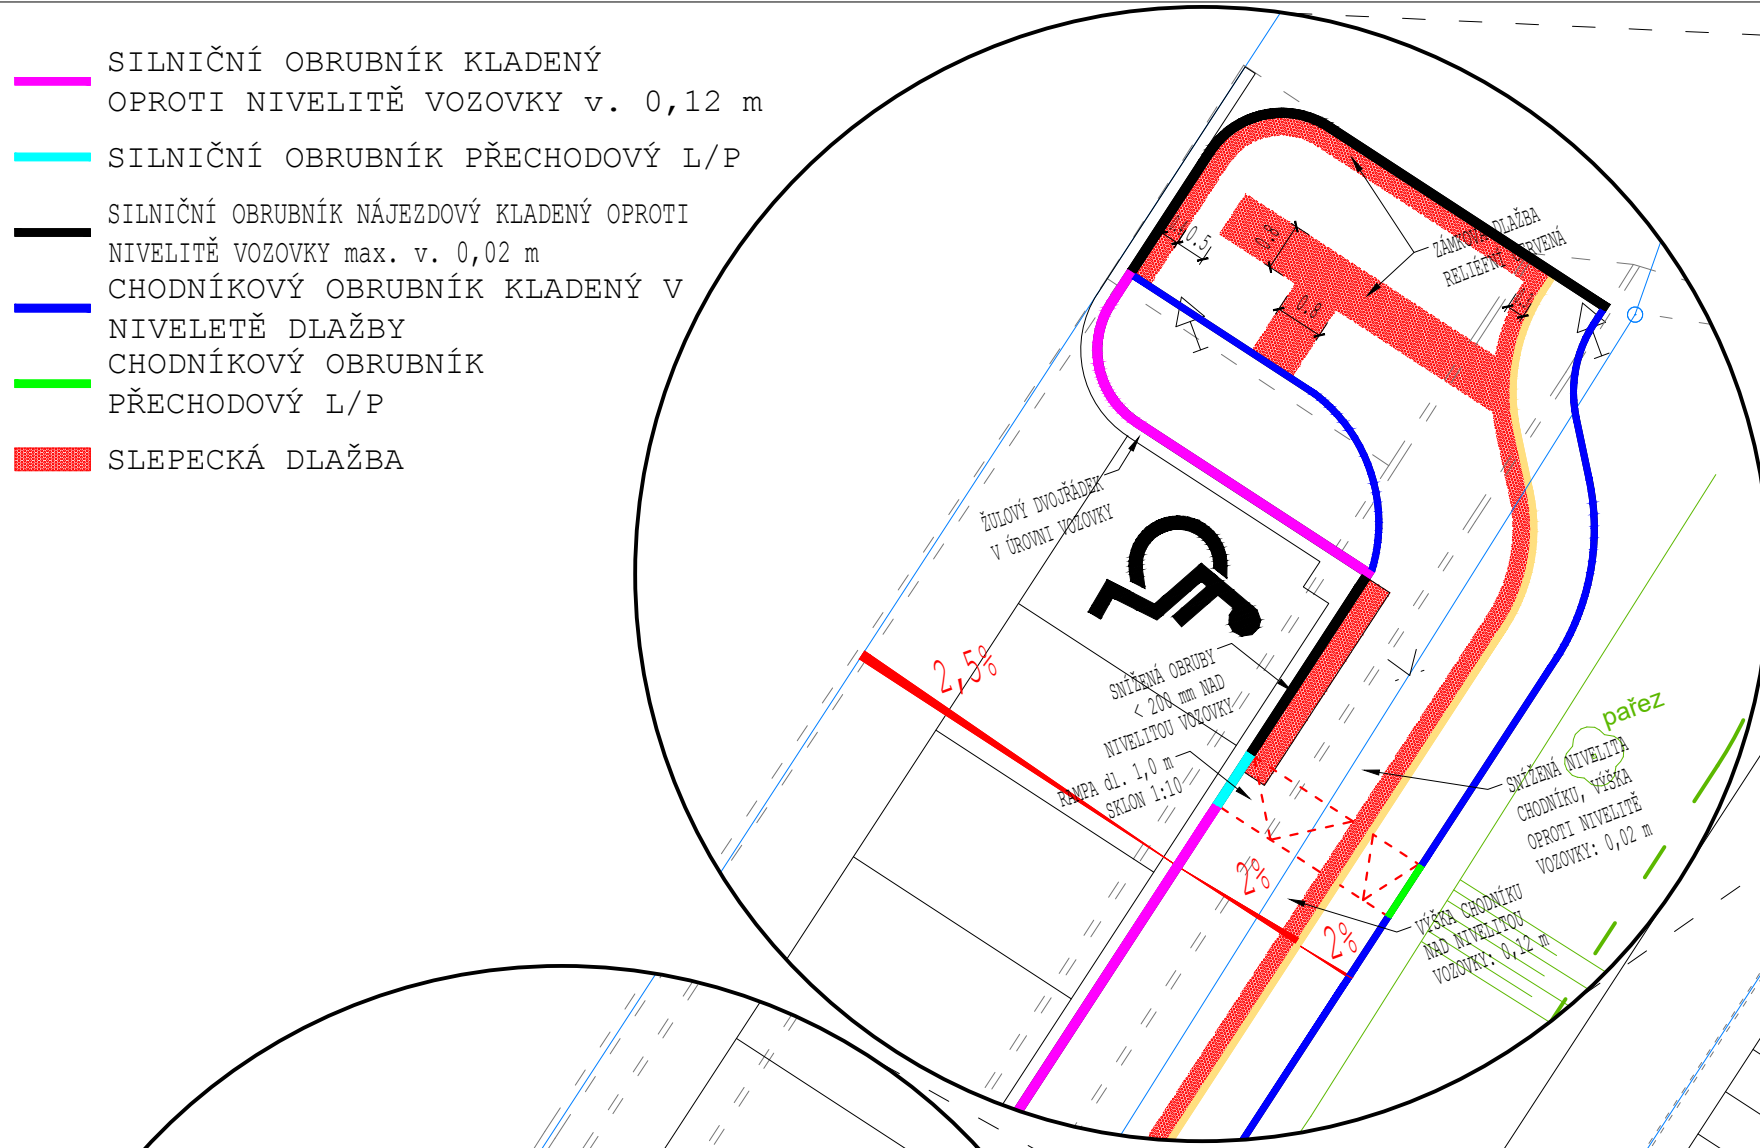 SILNIČNÍ OBRUBNÍK KLADENÝ
OPROTI NIVELITĚ VOZOVKY v. 0,12 m
SILNIČNÍ OBRUBNÍK PŘECHODOVÝ L/P
SILNIČNÍ OBRUBNÍK NÁJEZDOVÝ KLADENÝ OPROTI
NIVELITĚ VOZOVKY max. v. 0,02 m
CHODNÍKOVÝ OBRUBNÍK KLADENÝ V
NIVELETĚ DLAŽBY
CHODNÍKOVÝ OBRUBNÍK
PŘECHODOVÝ L/P
SLEPECKÁ DLAŽBA
ZÁMKOVÁ DLAŽBA
RELIÉFNÍ ČERVENÁ
0.5
0.8
0.8
ŽULOVÝ DVOJŘÁDEK
V ÚROVNI VOZOVKY
2,5%
SNÍŽENÁ OBRUBY
< 200 mm NAD
NIVELITOU VOZOVKY
RAMPA dl. 1,0 m
SKLON 1:10
pařez
SNÍŽENÁ NIVELITA
CHODNÍKU, VÝŠKA
OPROTI NIVELITĚ
VOZOVKY: 0,02 m
2%
2%
VÝŠKA CHODNÍKU
NAD NIVELITOU
VOZOVKY: 0,12 m